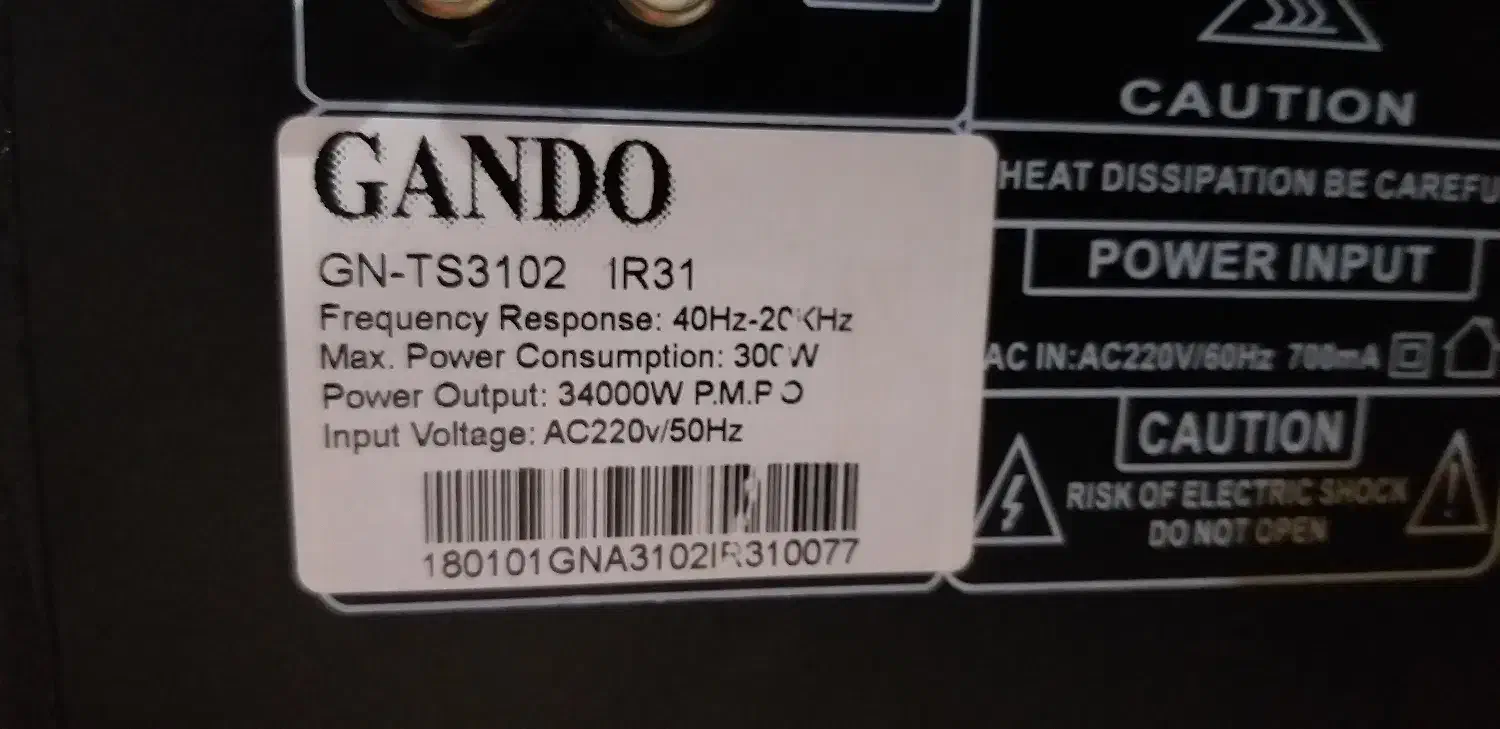 GANDO
GN-TS3102 IR31
Frequency Response: 40Hz-20KHz
Max. Power Consumption: 300W
Power Output: 34000W P.M.P.O
Input Voltage: AC220v/50Hz
180101GNA3102IR310077
CAUTION
HEAT DISSIPATION BE CAREFU
POWER INPUT
AC IN:AC220V/60Hz 700mA
CAUTION
RISK OF ELECTRIC SHOCK
DO NOT OPEN